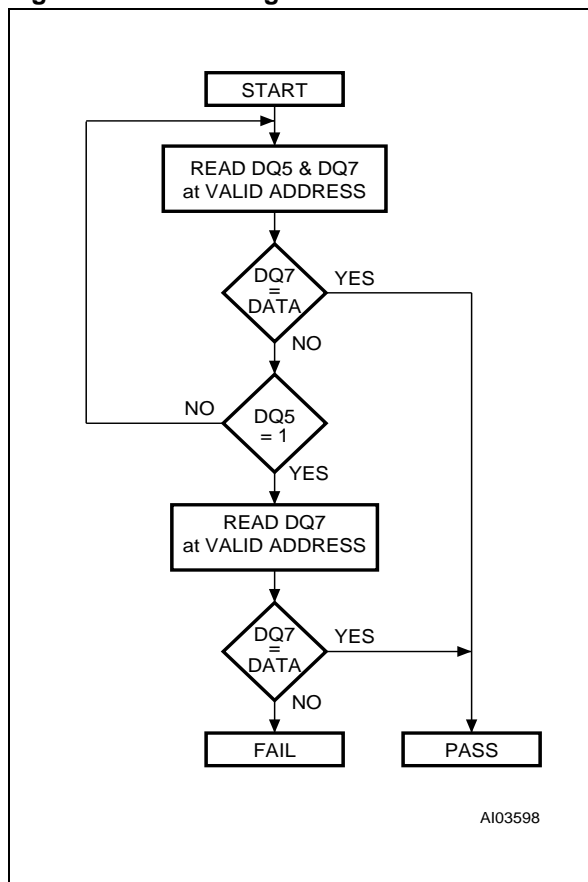 START
READ DQ5 & DQ7
at VALID ADDRESS
DQ7
=
DATA
YES
NO
DQ5
= 1
NO
YES
READ DQ7
at VALID ADDRESS
DQ7
=
DATA
YES
NO
FAIL
PASS
AI03598